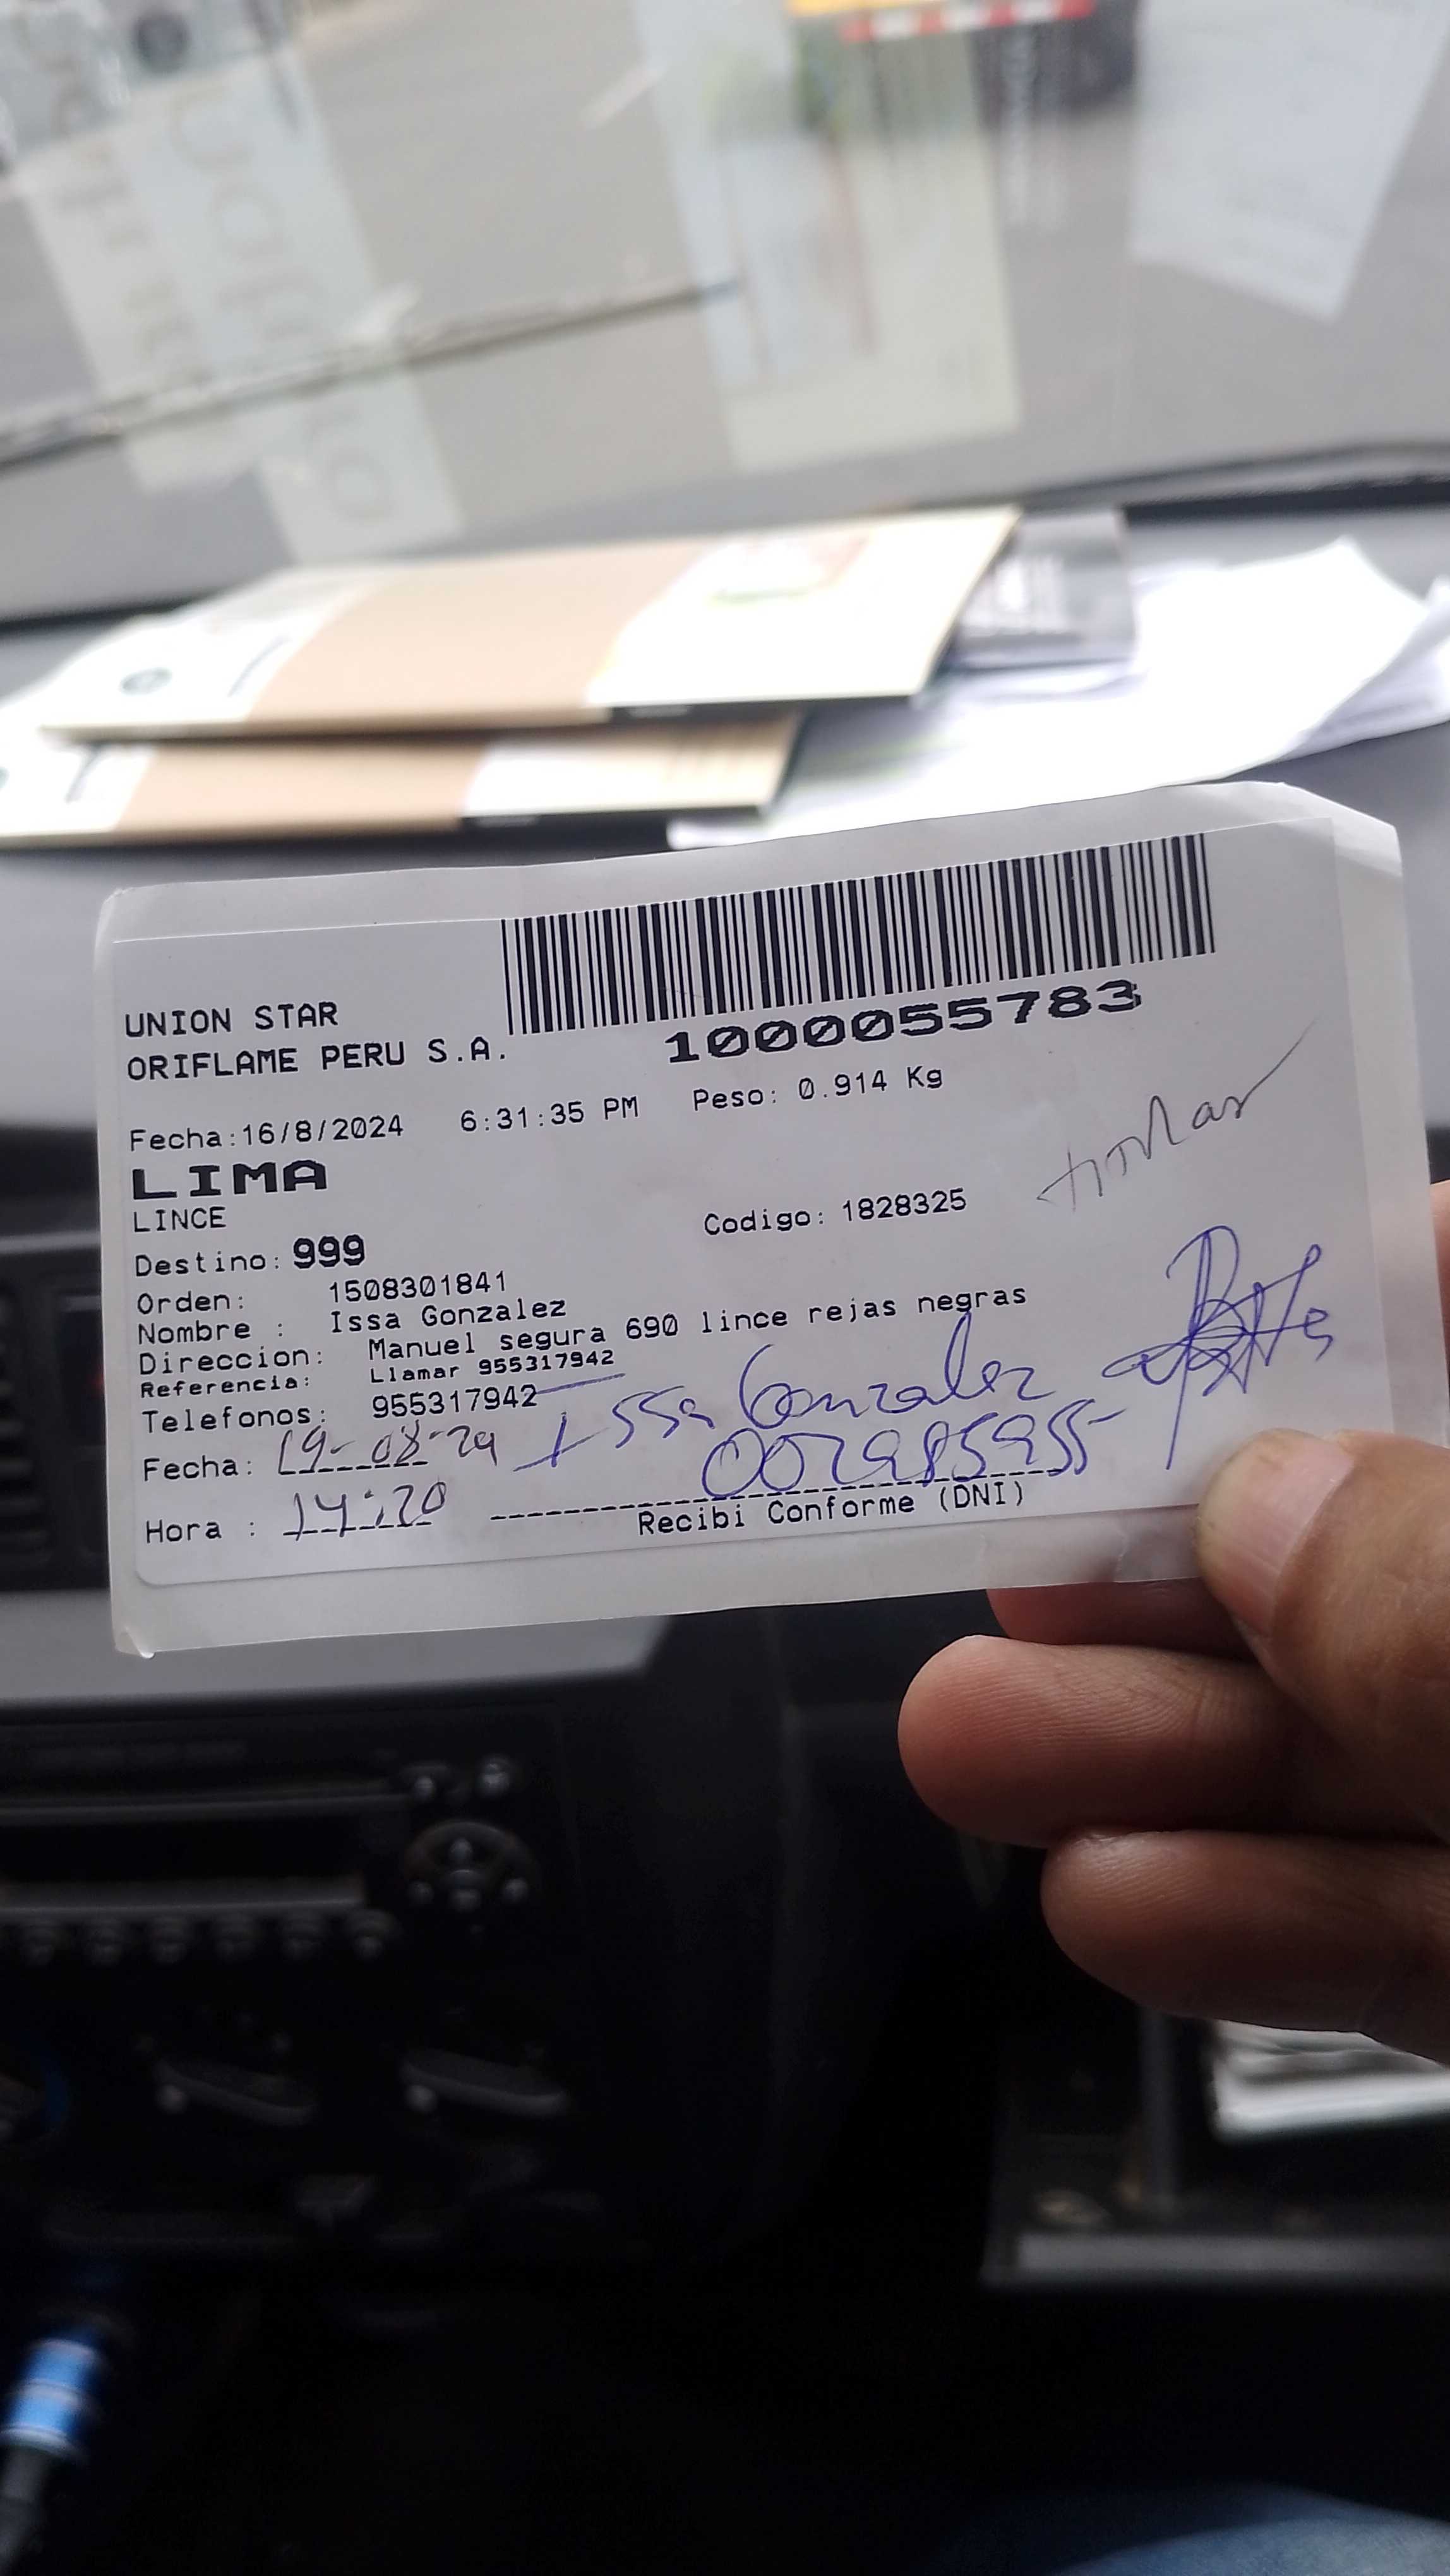 UNION STAR
ORIFLAME PERU S.A.
1000055783
Fecha:16/8/2024 6:31:35 PM Peso: 0.914 Kg
LIMA
LINCE
Codigo: 1828325
Destino: 999
Orden: 1508301841
Nombre : Issa Gonzalez
Direccion: Manuel segura 690 lince rejas negras
Referencia: Llamar 955317942
Telefonos: 955317942
Issa Gonzalez
Fecha: 19-08-24
002985955
Hora : 14:20
Recibi Conforme (DNI)